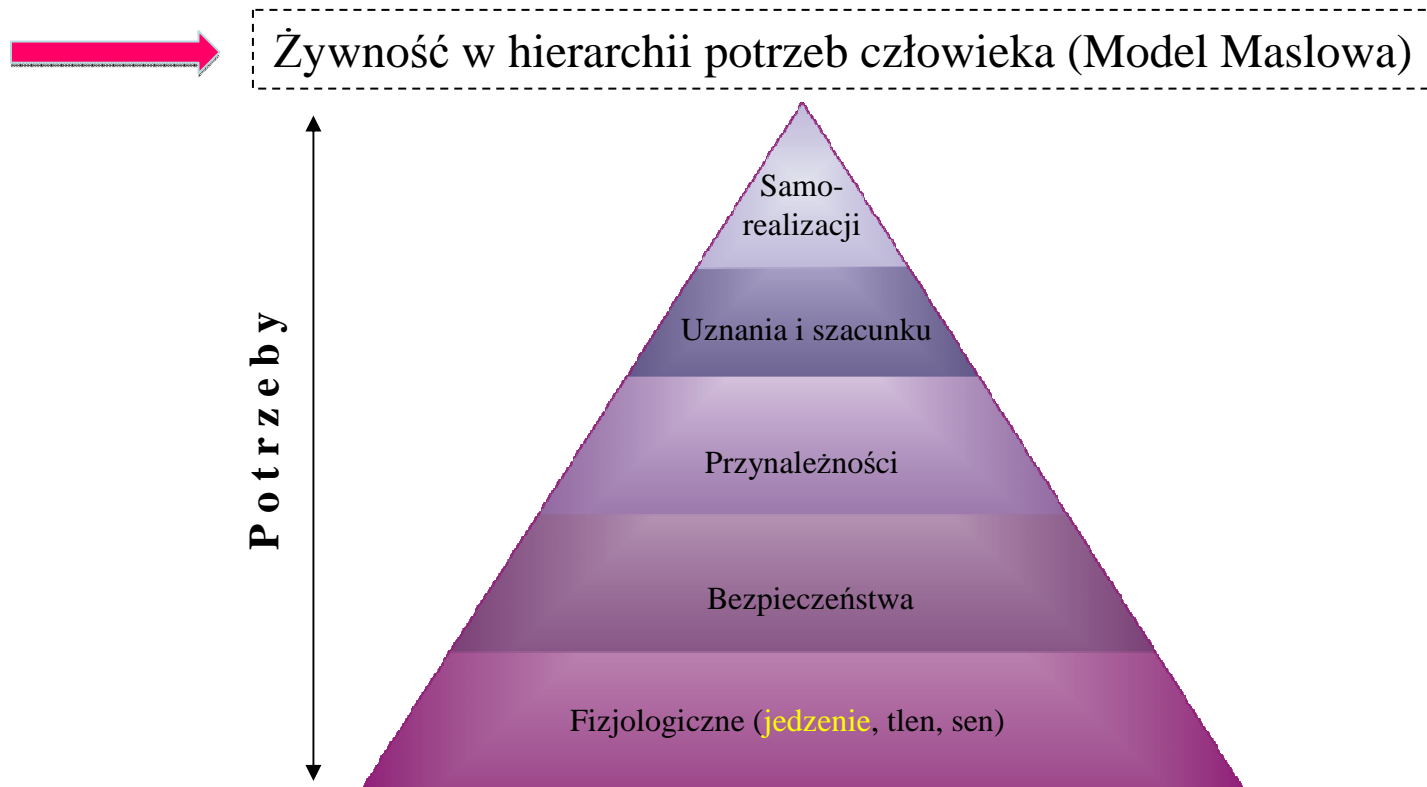 Żywność w hierarchii potrzeb człowieka (Model Maslowa)
Potrzeby
Samo-
realizacji
Uznania i szacunku
Przynależności
Bezpieczeństwa
Fizjologiczne (jedzenie, tlen, sen)